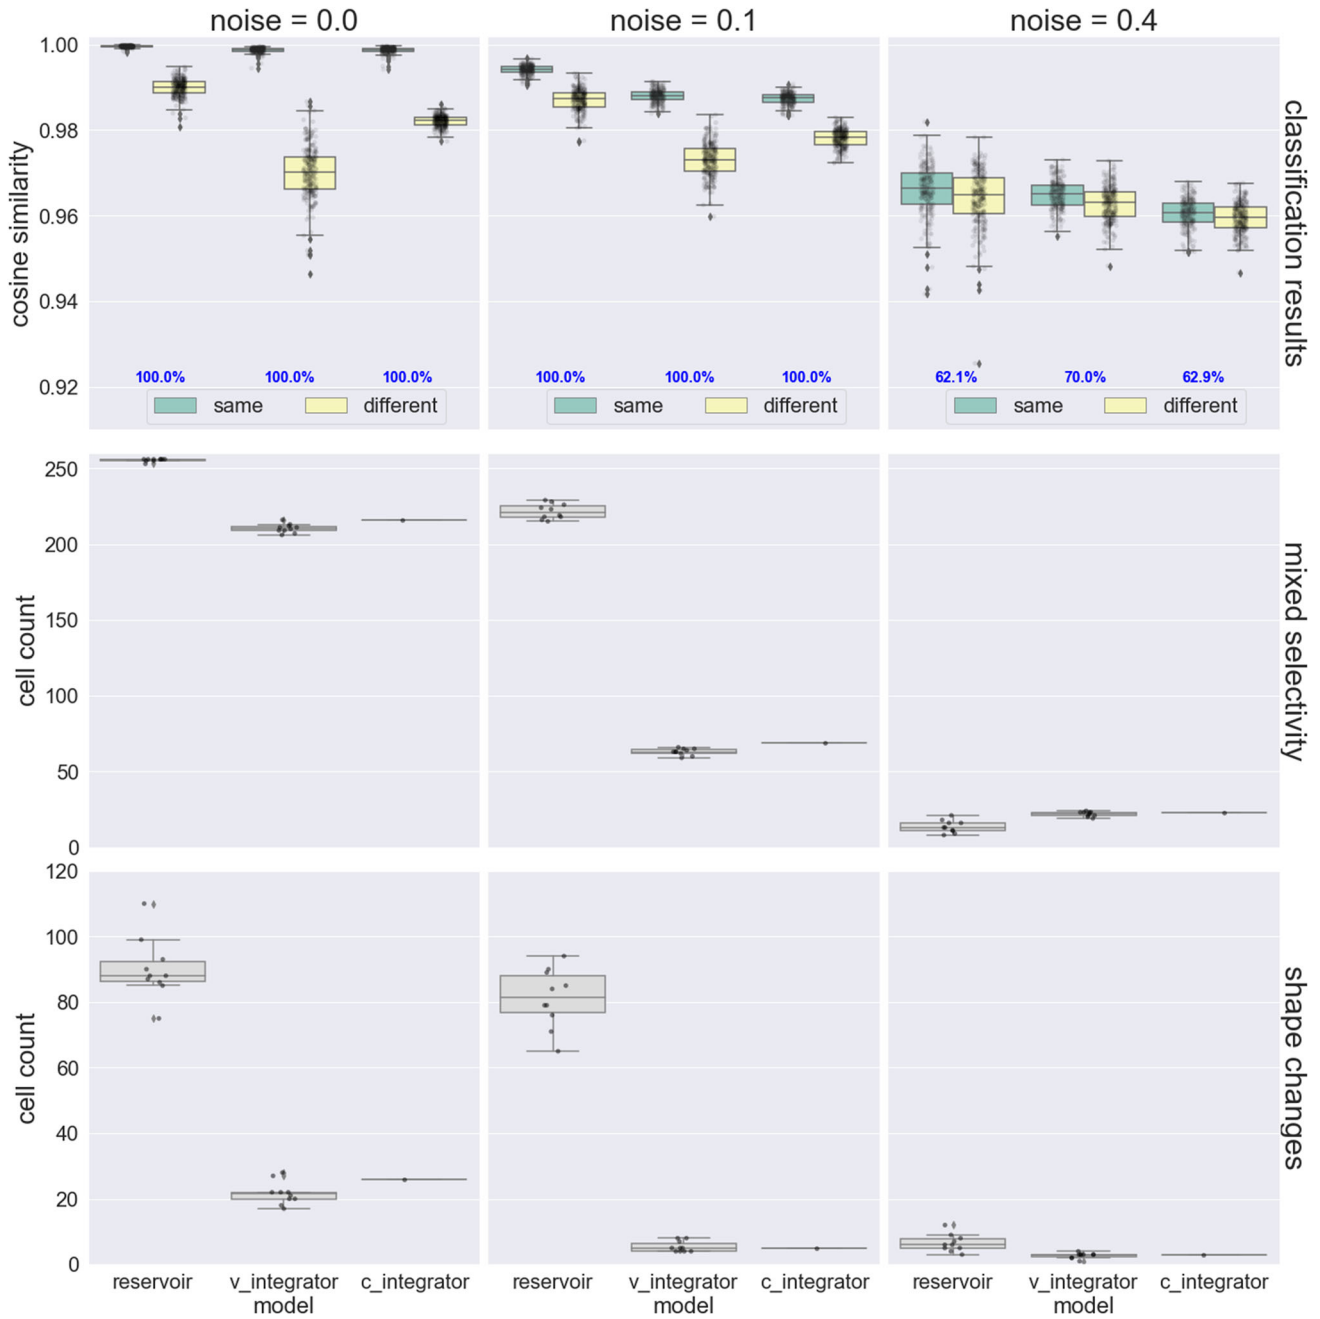 noise = 0.0 noise = 0.1 noise = 0.4
1.00
0.98
0.96
0.94
0.92
cosine similarity
classification results
100.0% 100.0% 100.0%
100.0% 100.0% 100.0%
62.1% 70.0% 62.9%
same different
same different
same different
250
200
150
100
50
0
cell count
mixed selectivity
120
100
80
60
40
20
0
cell count
shape changes
reservoir v_integrator c_integrator
reservoir v_integrator c_integrator
reservoir v_integrator c_integrator
model model model